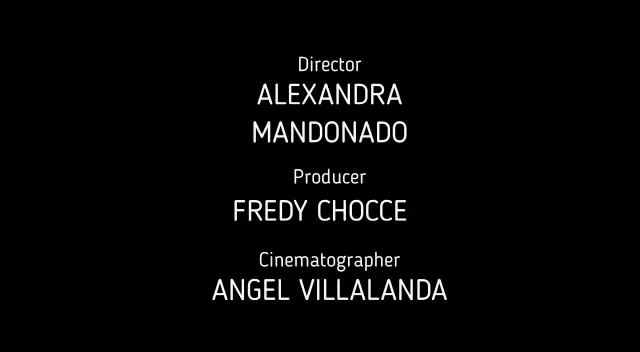 Director
ALEXANDRA
MANDONADO
Producer
FREDY CHOCCE
Cinematographer
ANGEL VILLALANDA